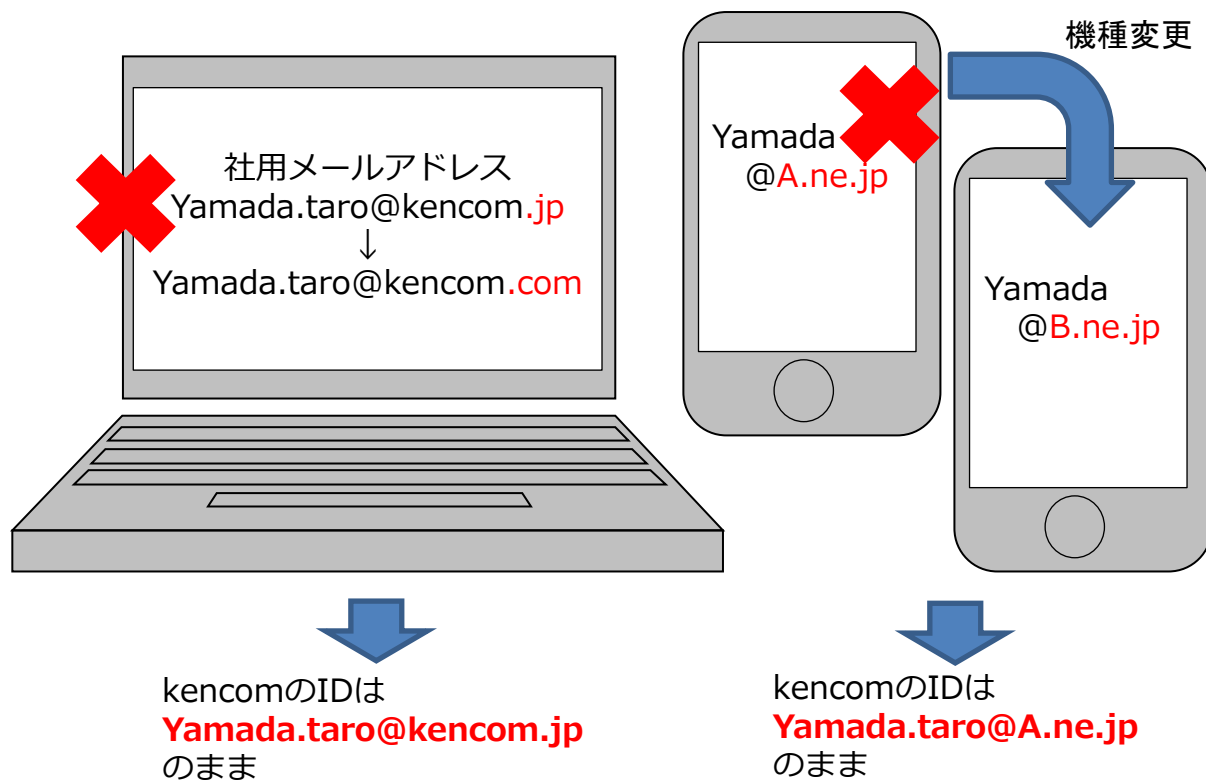 社用メールアドレス
Yamada.taro@kencom.jp
↓
Yamada.taro@kencom.com
Yamada
@A.ne.jp
機種変更
Yamada
@B.ne.jp
kencomのIDは
Yamada.taro@kencom.jp
のまま
kencomのIDは
Yamada.taro@A.ne.jp
のまま